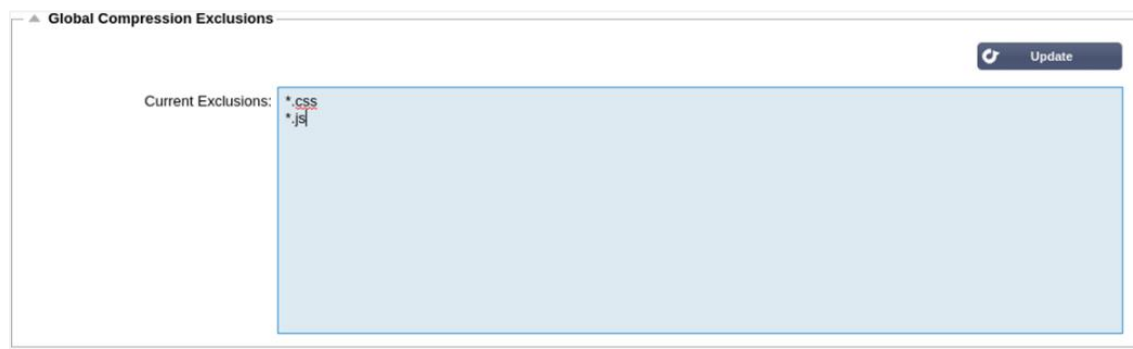 Global Compression Exclusions
Update
Current Exclusions:
*.css
*.js